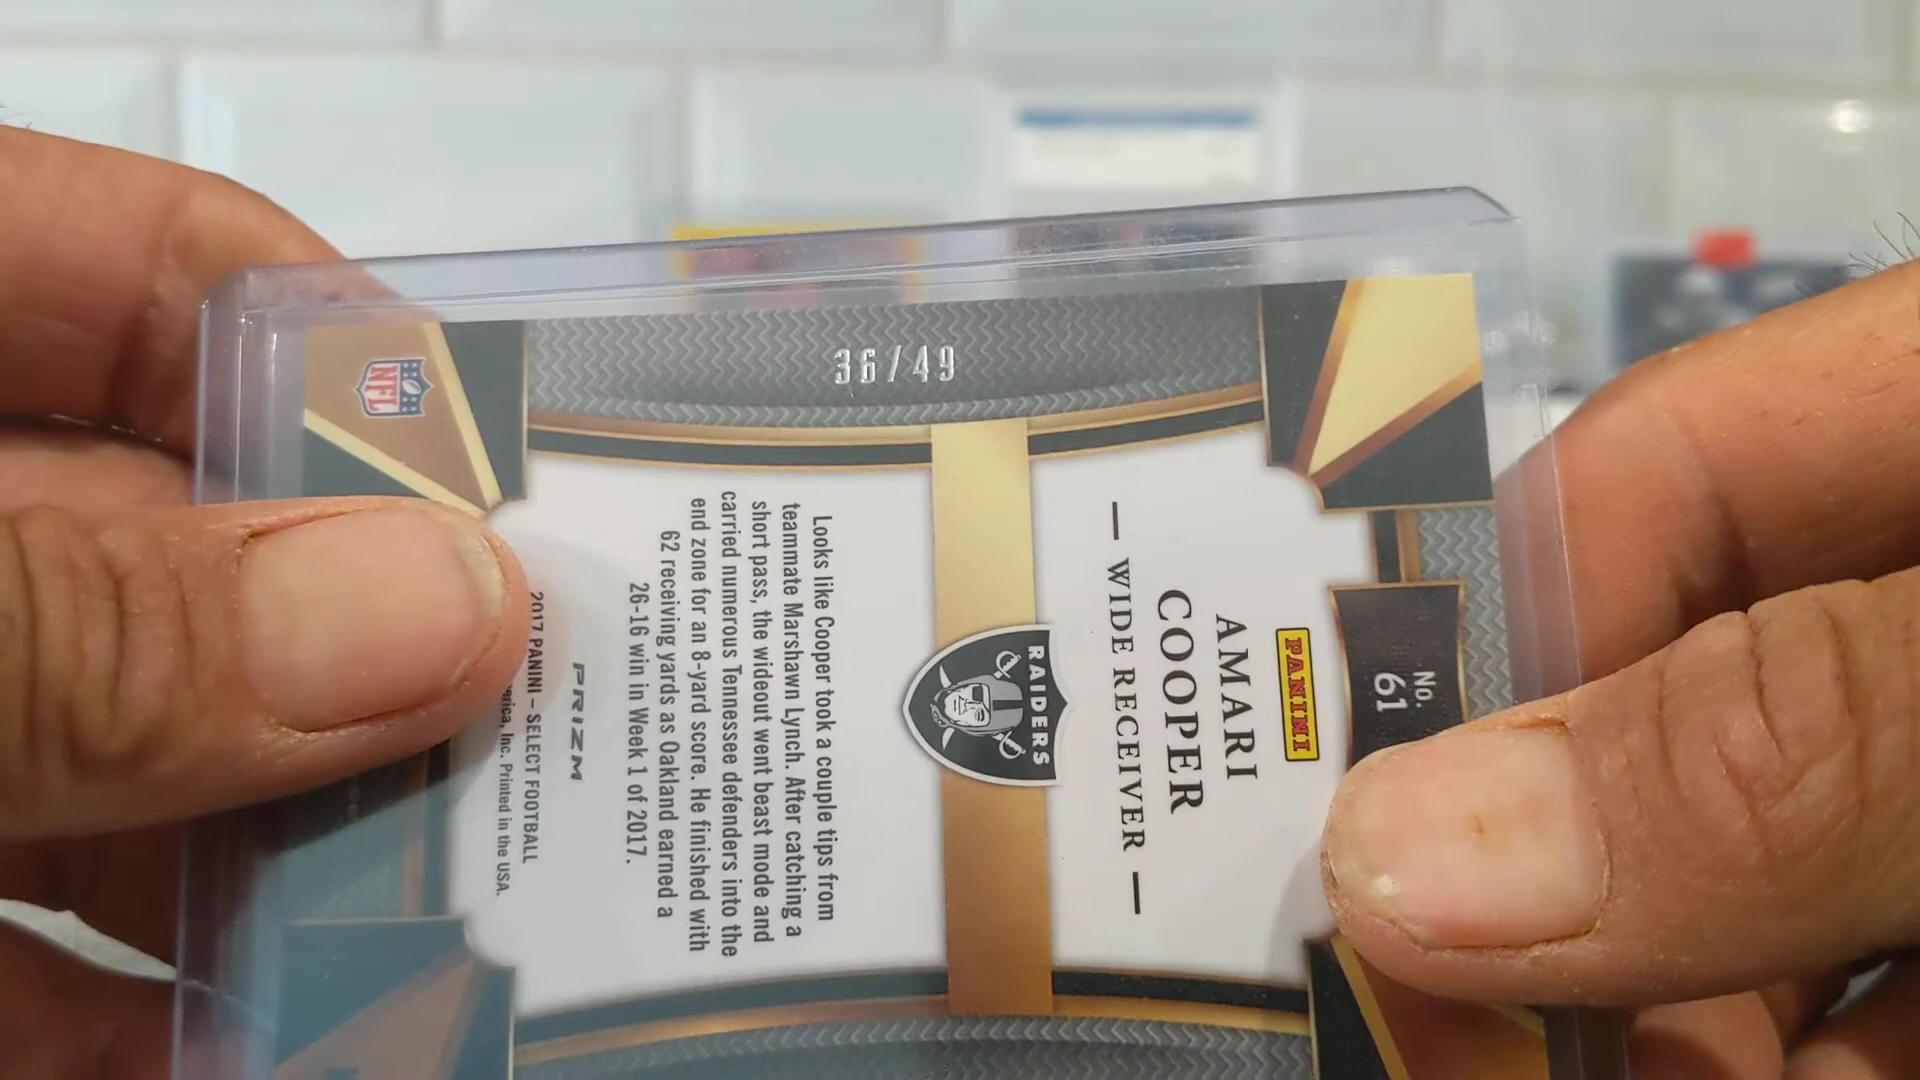 36/49
No.
61
PANINI
AMARI
COOPER
— WIDE RECEIVER —
RAIDERS
Looks like Cooper took a couple tips from
teammate Marshawn Lynch. After catching a
short pass, the wideout went beast mode and
carried numerous Tennessee defenders into the
end zone for an 8-yard score. He finished with
62 receiving yards as Oakland earned a
26-16 win in Week 1 of 2017.
PRIZM
2017 PANINI – SELECT FOOTBALL
Inc. Printed in the USA.
NFL